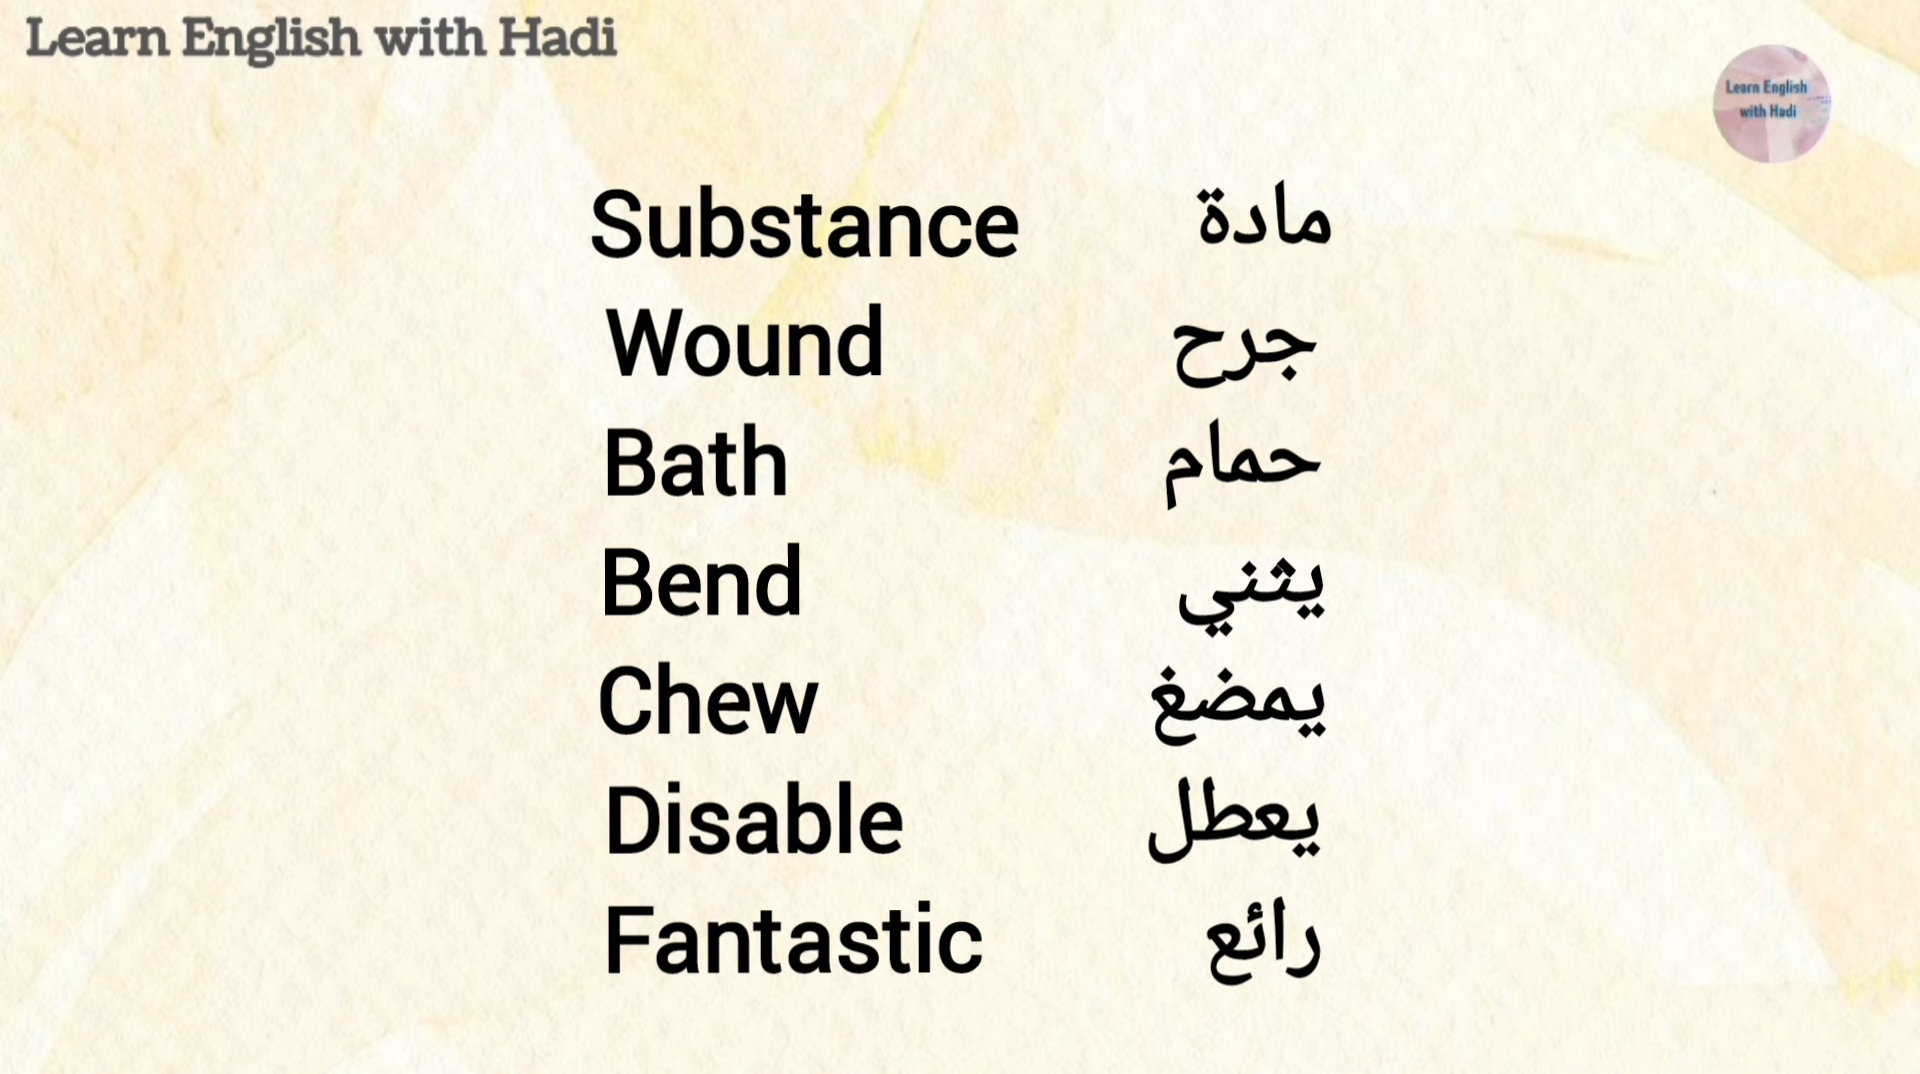 Learn English with Hadi
Learn English
with Hadi
Substance مادة
Wound جرح
Bath حمام
Bend يثني
Chew يمضغ
Disable يعطل
Fantastic رائع